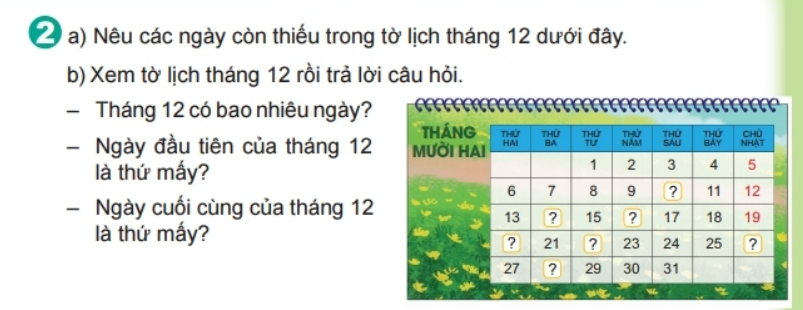 2 a) Nêu các ngày còn thiếu trong tờ lịch tháng 12 dưới đây.
b) Xem tờ lịch tháng 12 rồi trả lời câu hỏi.
– Tháng 12 có bao nhiêu ngày?
– Ngày đầu tiên của tháng 12
là thứ mấy?
– Ngày cuối cùng của tháng 12
là thứ mấy?
THÁNG
MƯỜI HAI
THỨ HAI THỨ BA THỨ TƯ THỨ NĂM THỨ SÁU THỨ BẢY CHỦ NHẬT
1 2 3 4 5
6 7 8 9 ? 11 12
13 ? 15 ? 17 18 19
? 21 ? 23 24 25 ?
27 ? 29 30 31